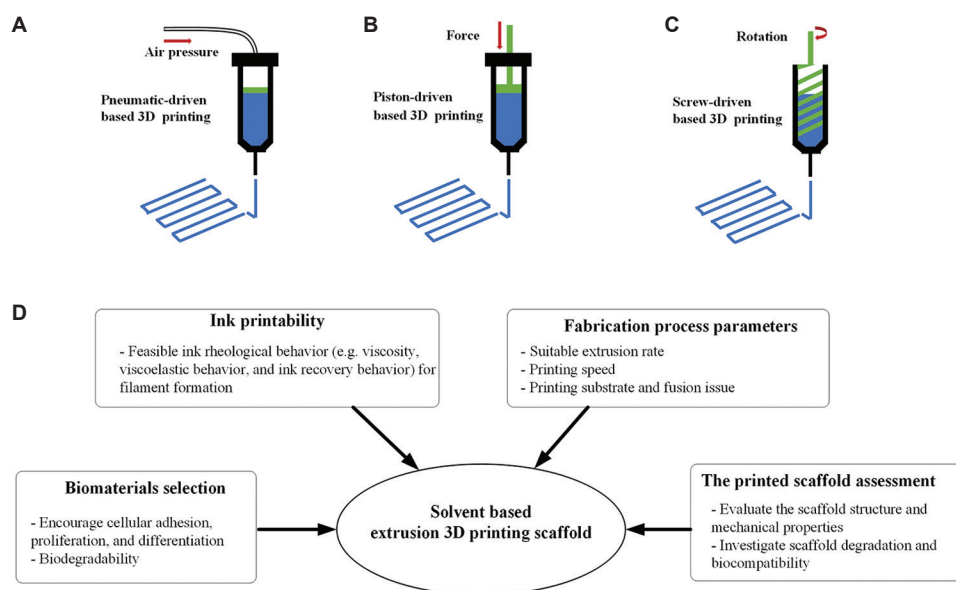 A
Air pressure
Pneumatic-driven
based 3D printing
B
Force
Piston-driven
based 3D printing
C
Rotation
Screw-driven
based 3D printing
D
Ink printability
- Feasible ink rheological behavior (e.g. viscosity,
viscoelastic behavior, and ink recovery behavior) for
filament formation
Fabrication process parameters
- Suitable extrusion rate
- Printing speed
- Printing substrate and fusion issue
Biomaterials selection
- Encourage cellular adhesion,
proliferation, and differentiation
- Biodegradability
Solvent based
extrusion 3D printing scaffold
The printed scaffold assessment
- Evaluate the scaffold structure and
mechanical properties
- Investigate scaffold degradation and
biocompatibility